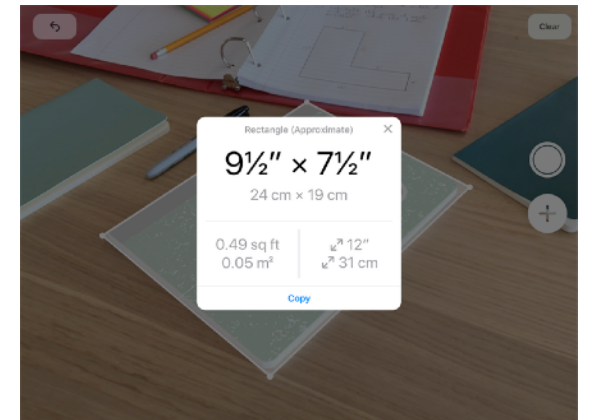 Clear
Rectangle (Approximate)
9½″ × 7½″
24 cm × 19 cm
0.49 sq ft
0.05 m²
12″
31 cm
Copy